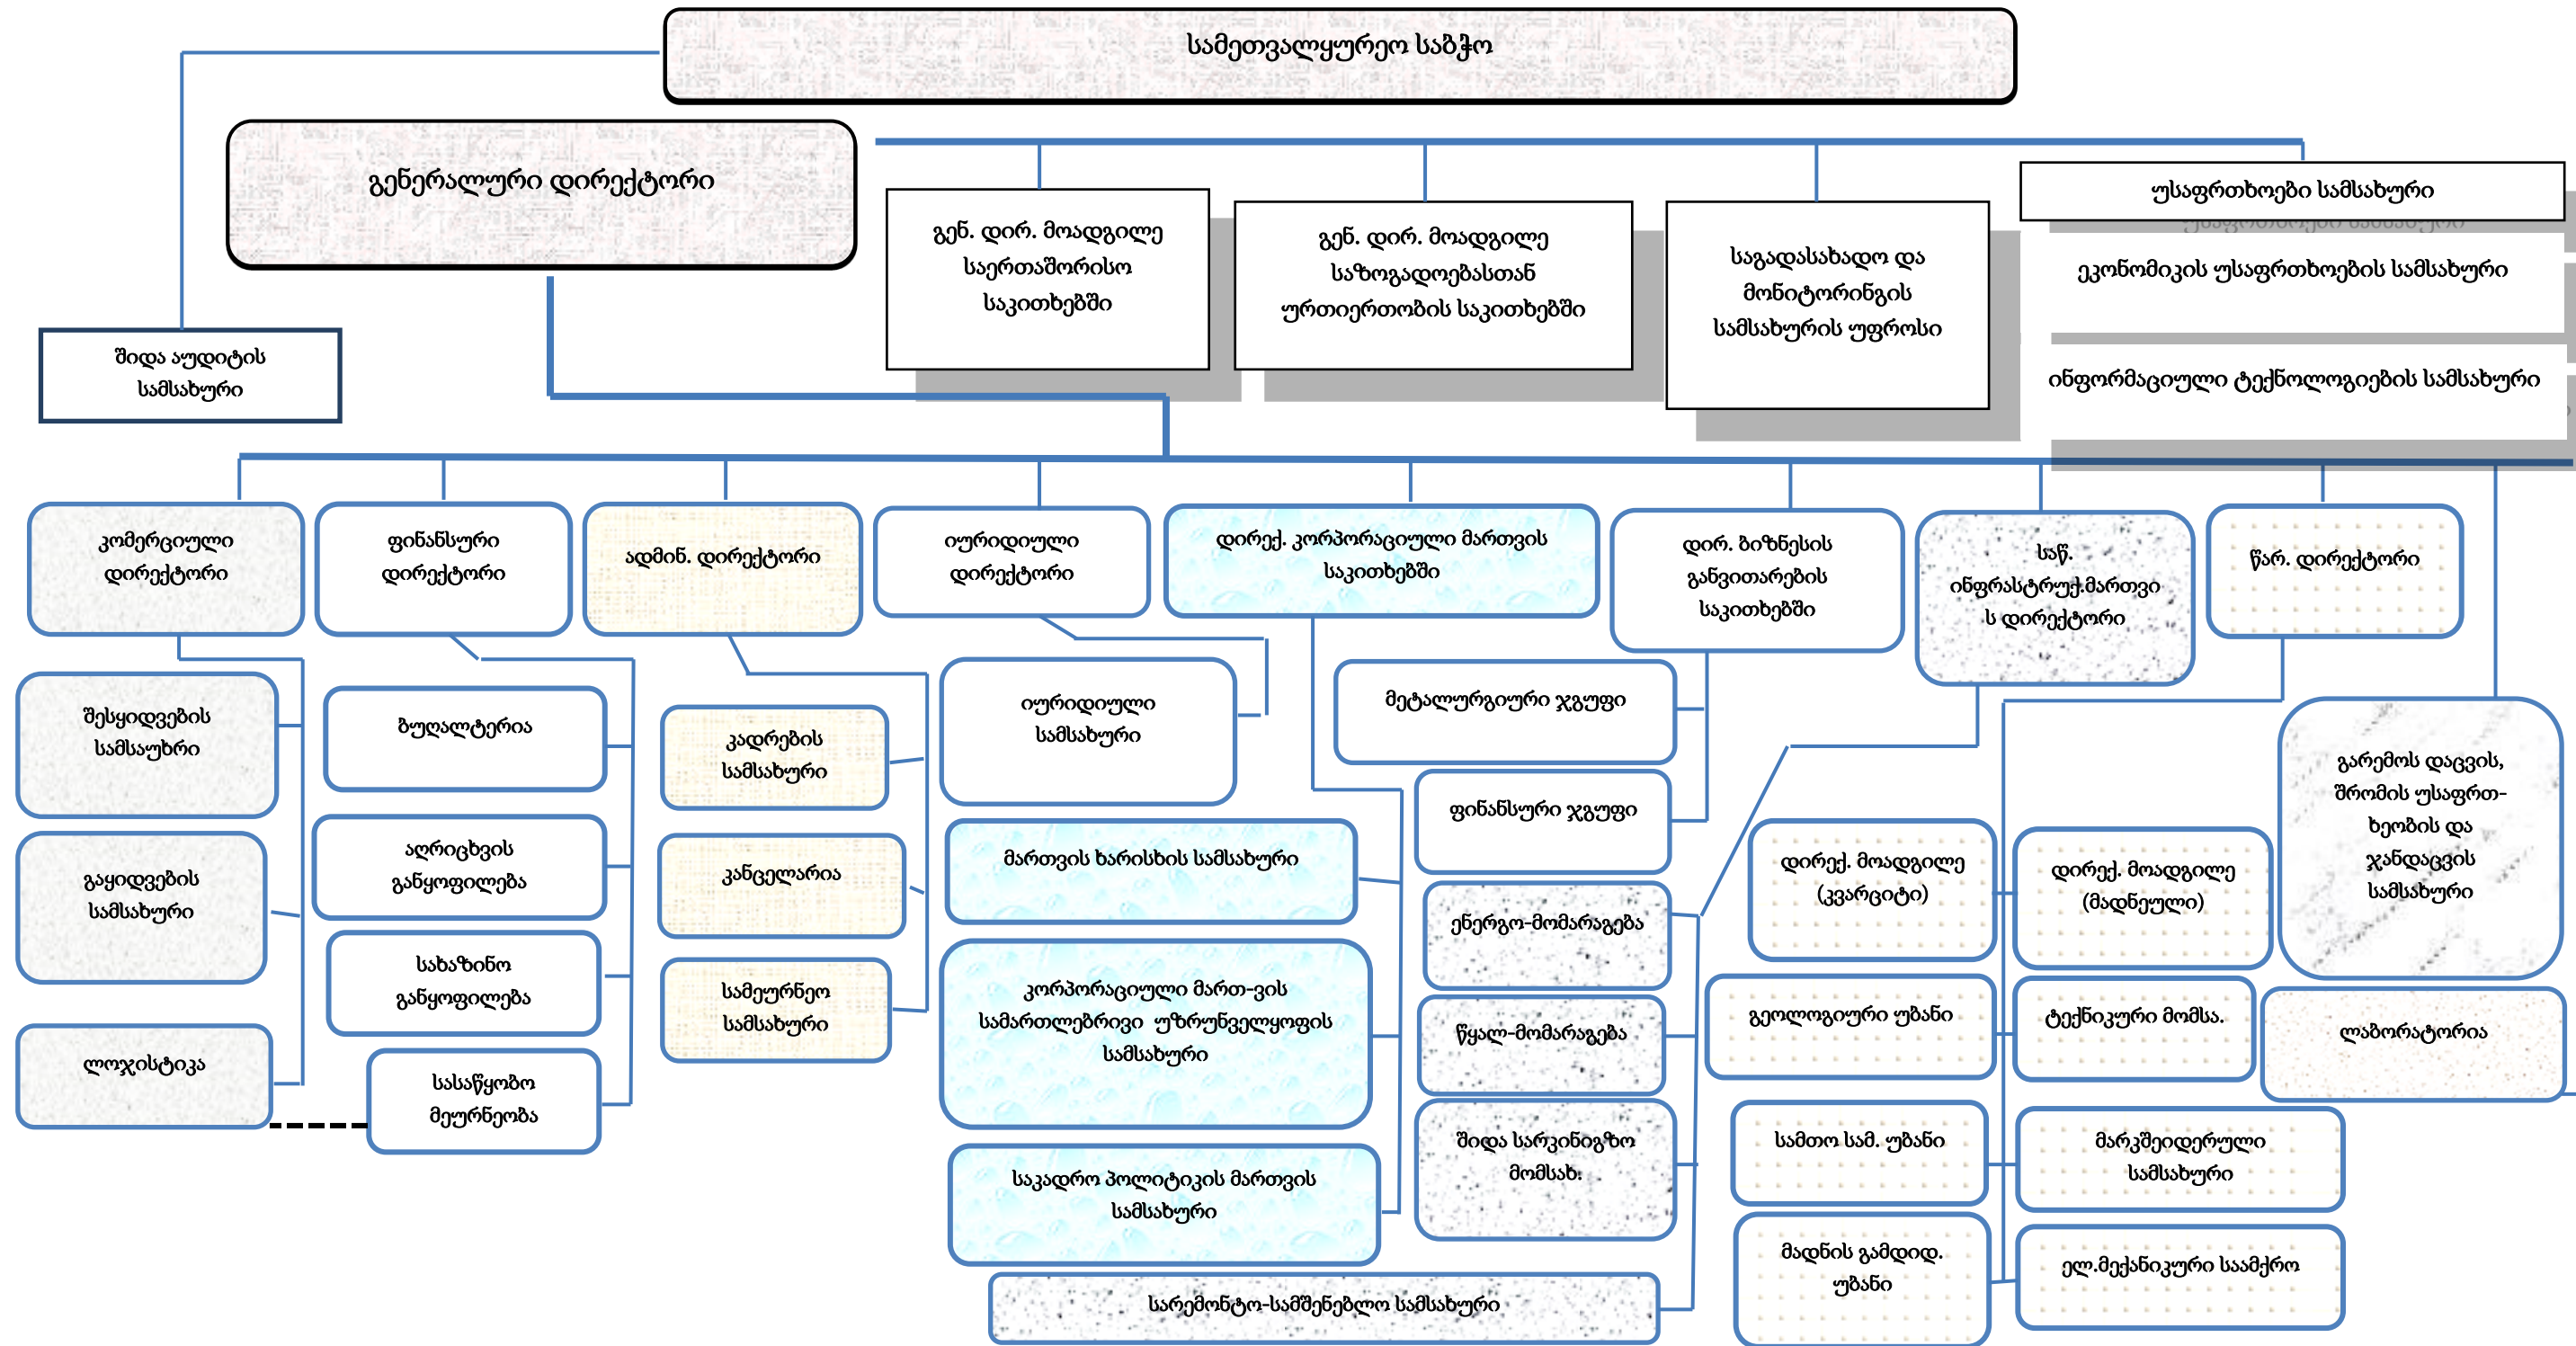 სამეთვალყურეო საბჭო
გენერალური დირექტორი
გენ. დირ. მოადგილე
საერთაშორისო
საკითხებში
გენ. დირ. მოადგილე
საზოგადოებასთან
ურთიერთობის საკითხებში
საგადასახადო და
მონიტორინგის
სამსახურის უფროსი
უსაფრთხოები სამსახური
უსაფრთხოები სამსახური
ეკონომიკის უსაფრთხოების სამსახური
ინფორმაციული ტექნოლოგიების სამსახური
შიდა აუდიტის
სამსახური
კომერციული
დირექტორი
ფინანსური
დირექტორი
ადმინ. დირექტორი
იურიდიული
დირექტორი
დირექ. კორპორაციული მართვის
საკითხებში
დირ. ბიზნესის
განვითარების
საკითხებში
საწ.
ინფრასტრუქ.მართვი
ს დირექტორი
წარ. დირექტორი
შესყიდვების
სამსაუხრი
გაყიდვების
სამსახური
ლოჯისტიკა
ბუღალტერია
აღრიცხვის
განყოფილება
სახაზინო
განყოფილება
სასაწყობო
მეურნეობა
კადრების
სამსახური
კანცელარია
სამეურნეო
სამსახური
იურიდიული
სამსახური
მართვის ხარისხის სამსახური
კორპორაციული მართ-ვის
სამართლებრივი უზრუნველყოფის
სამსახური
საკადრო პოლიტიკის მართვის
სამსახური
მეტალურგიური ჯგუფი
ფინანსური ჯგუფი
ენერგო-მომარაგება
წყალ-მომარაგება
შიდა სარკინიგზო
მომსახ.
სარემონტო-სამშენებლო სამსახური
დირექ. მოადგილე
(კვარციტი)
დირექ. მოადგილე
(მადნეული)
გეოლოგიური უბანი
ტექნიკური მომსა.
სამთო სამ. უბანი
მარკშეიდერული
სამსახური
მადნის გამდიდ.
უბანი
ელ.მექანიკური საამქრო
გარემოს დაცვის,
შრომის უსაფრთ-
ხეობის და
ჯანდაცვის
სამსახური
ლაბორატორია